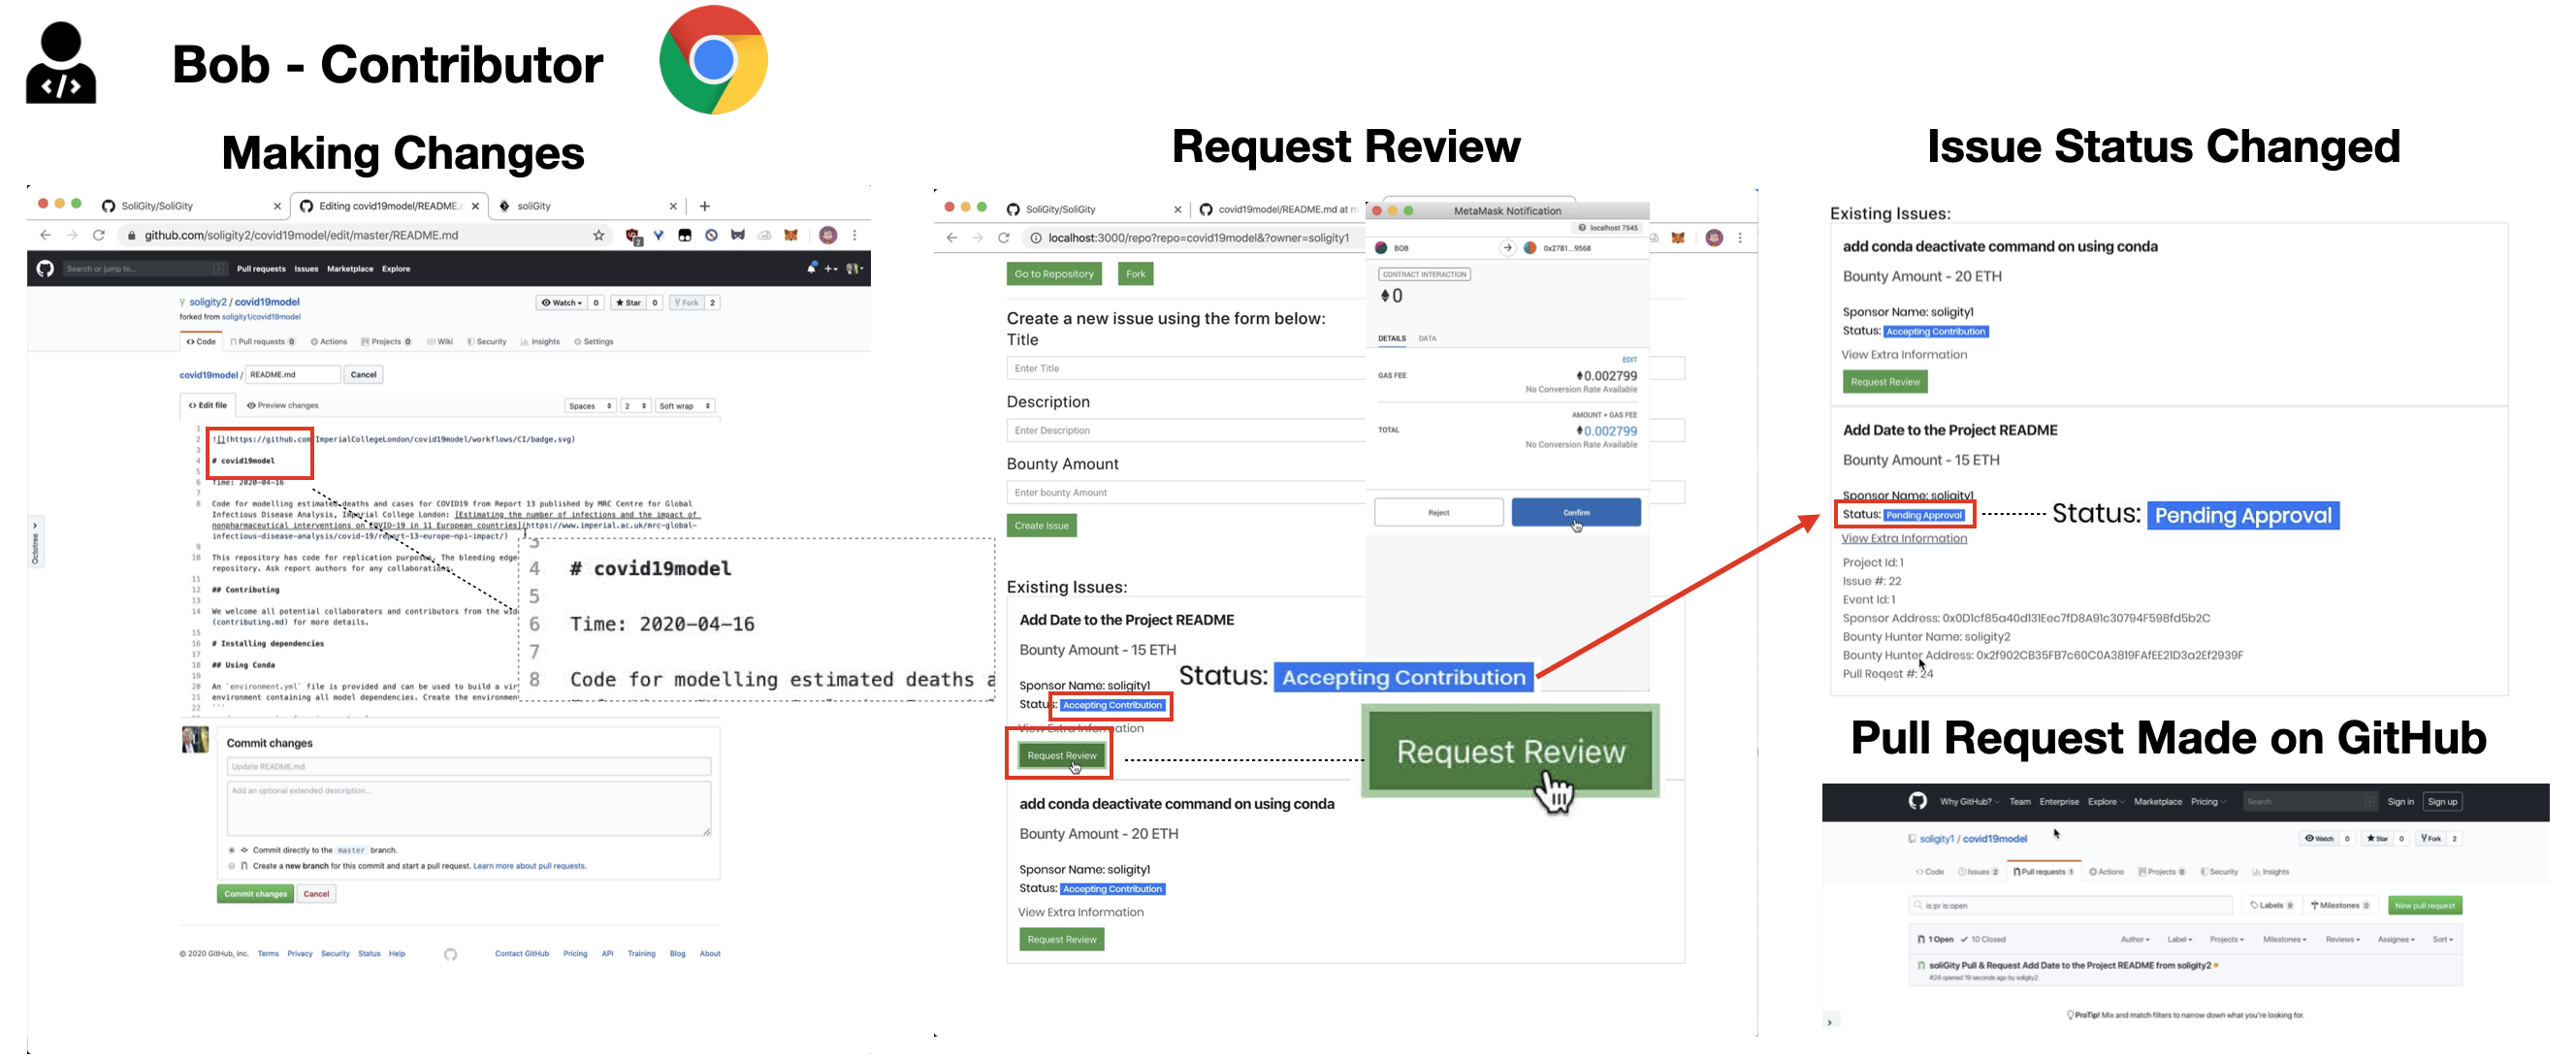 </>
Bob - Contributor
Making Changes
SoliGity/SoliGity
Editing covid19model/README.
soliGity
github.com/soligity2/covid19model/edit/master/README.md
2
Search or jump to...
Pull requests Issues Marketplace Explore
soligity2 / covid19model
forked from soligity1/covid19model
Watch 0 Star 0 Fork 2
Code Pull requests 0 Actions Projects 0 Wiki Security Insights Settings
covid19model / README.md Cancel
Edit file Preview changes
Spaces 2 Soft wrap
1
2 ![](https://github.com/ImperialCollegeLondon/covid19model/workflows/CI/badge.svg)
3
4 # covid19model
5
6 Time: 2020-04-16
7
8 Code for modelling estimated deaths and cases for COVID19 from Report 13 published by MRC Centre for Global
Infectious Disease Analysis, Imperial College London: [Estimating the number of infections and the impact of
nonpharmaceutical interventions on COVID-19 in 11 European countries](https://www.imperial.ac.uk/mrc-global-
infectious-disease-analysis/covid-19/report-13-europe-npi-impact/)
9
10 This repository has code for replication purposes. The bleeding edge
repository. Ask report authors for any collaborations.
11
12 ## Contributing
13
14 We welcome all potential collaborators and contributors from the wid
(contributing.md) for more details.
15
16 # Installing dependencies
17
18 ## Using Conda
19
20 An `environment.yml` file is provided and can be used to build a vir
21 environment containing all model dependencies. Create the environment
22 ```
Octotree
3
4 # covid19model
5
6 Time: 2020-04-16
7
8 Code for modelling estimated deaths a
Commit changes
Update README.md
Add an optional extended description...
Commit directly to the master branch.
Create a new branch for this commit and start a pull request. Learn more about pull requests.
Commit changes Cancel
© 2020 GitHub, Inc. Terms Privacy Security Status Help Contact GitHub Pricing API Training Blog About
Request Review
SoliGity/SoliGity
covid19model/README.md at m
localhost:3000/repo?repo=covid19model&?owner=soligity1
Go to Repository Fork
Create a new issue using the form below:
Title
Enter Title
Description
Enter Description
Bounty Amount
Enter bounty Amount
Create Issue
Existing Issues:
Add Date to the Project README
Bounty Amount - 15 ETH
Sponsor Name: soligity1
Status: Accepting Contribution
View Extra Information
Request Review
add conda deactivate command on using conda
Bounty Amount - 20 ETH
Sponsor Name: soligity1
Status: Accepting Contribution
View Extra Information
Request Review
MetaMask Notification
localhost 7545
BOB 0x2781...9568
CONTRACT INTERACTION
0
DETAILS DATA
EDIT
GAS FEE 0.002799
No Conversion Rate Available
AMOUNT + GAS FEE
TOTAL 0.002799
No Conversion Rate Available
Reject Confirm
Status: Accepting Contribution
Request Review
Issue Status Changed
Existing Issues:
add conda deactivate command on using conda
Bounty Amount - 20 ETH
Sponsor Name: soligity1
Status: Accepting Contribution
View Extra Information
Request Review
Add Date to the Project README
Bounty Amount - 15 ETH
Sponsor Name: soligity1
Status: Pending Approval
Status: Pending Approval
View Extra Information
Project Id: 1
Issue #: 22
Event Id: 1
Sponsor Address: 0x0D1cf85a40d131Eec7fD8A91c30794F598fd5b2C
Bounty Hunter Name: soligity2
Bounty Hunter Address: 0x2f902CB35FB7c60C0A3819FAfEE21D3a2Ef2939F
Pull Reqest #: 24
Pull Request Made on GitHub
Why GitHub? Team Enterprise Explore Marketplace Pricing Search Sign in Sign up
soligity1 / covid19model
Watch 0 Star 0 Fork 2
Code Issues 2 Pull requests 1 Actions Projects 0 Security Insights
is:pr is:open
Labels 9 Milestones 0 New pull request
1 Open 10 Closed Author Label Projects Milestones Reviews Assignee Sort
soliGity Pull & Request Add Date to the Project README from soligity2
#24 opened 19 seconds ago by soligity2
ProTip! Mix and match filters to narrow down what you're looking for.